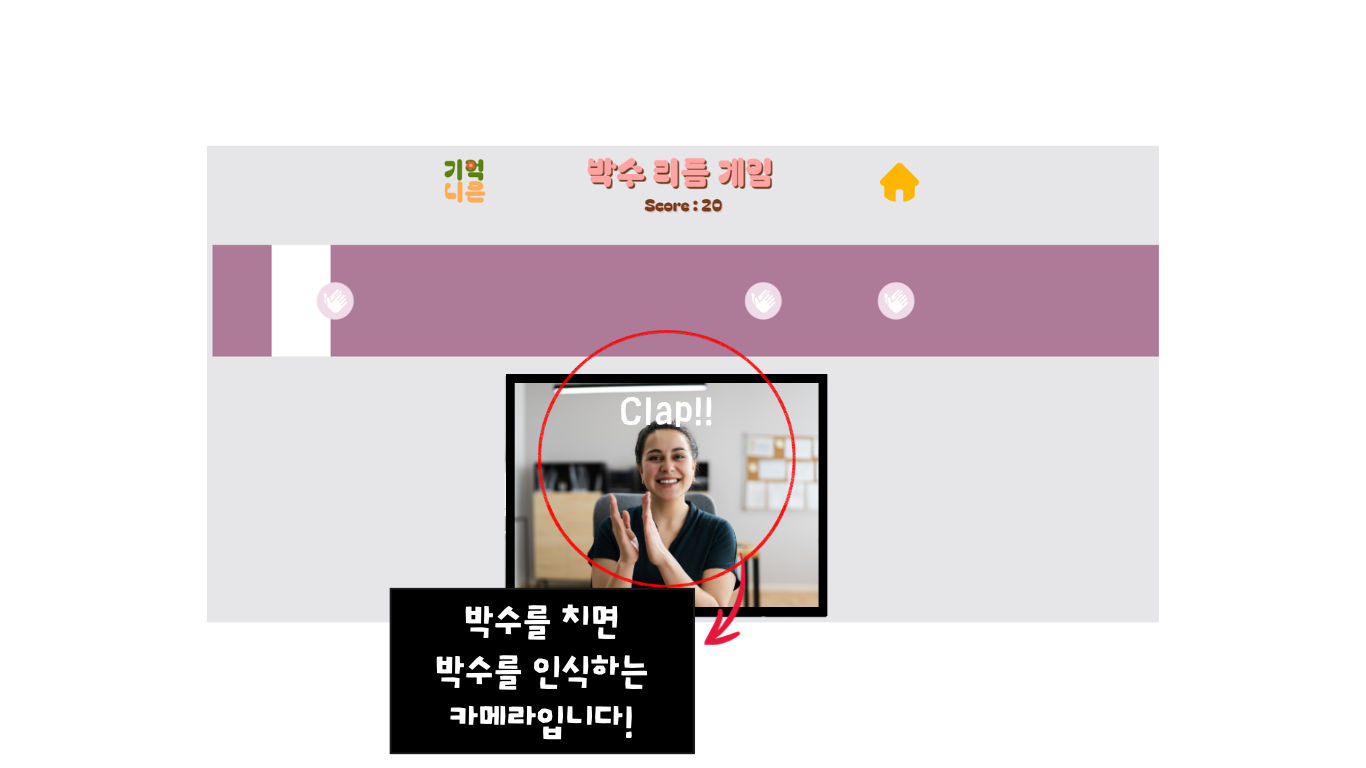 기억
니은
박수 리듬 게임
Score : 20
Clap!!
박수를 치면
박수를 인식하는
카메라입니다!